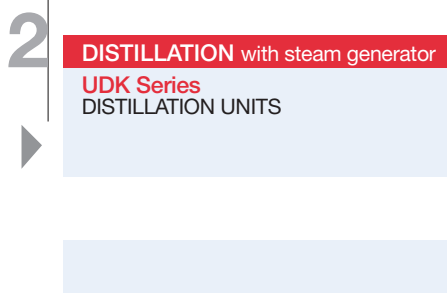 2
DISTILLATION with steam generator
UDK Series
DISTILLATION UNITS